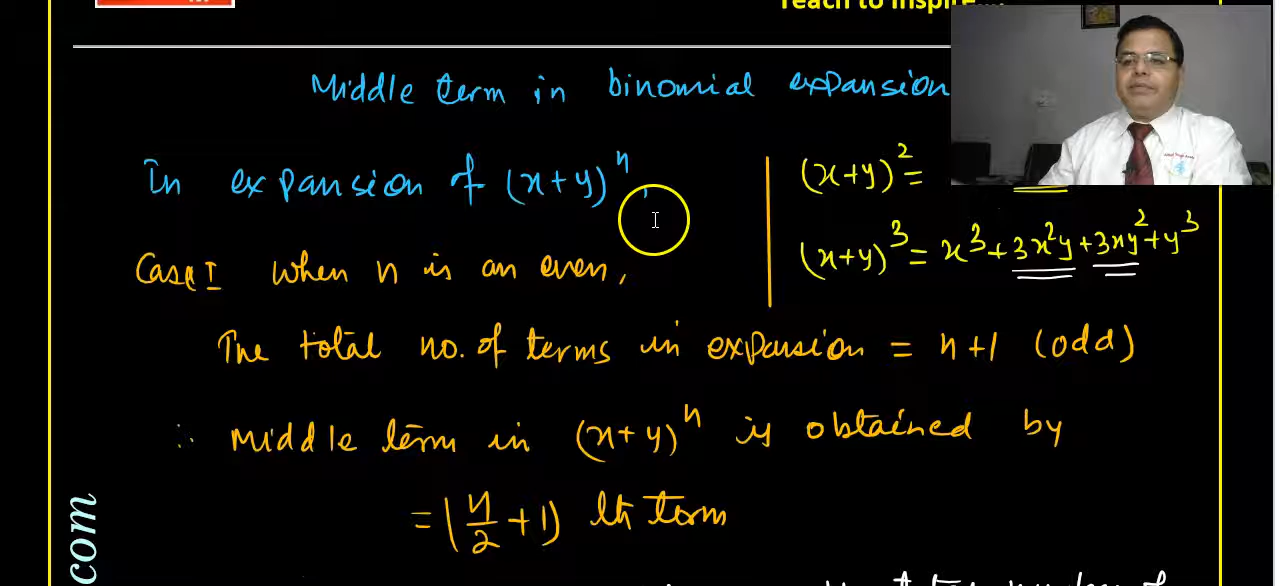 Teach to Inspire...
Middle term in binomial expansion
In expansion of (x+y)^n,
(x+y)^2 =
Case I when n is an even,
(x+y)^3 = x^3 + 3x^2y + 3xy^2 + y^3
The total no. of terms in expansion = n+1 (odd)
∴ Middle term in (x+y)^n is obtained by
= (n/2 + 1) th term
com